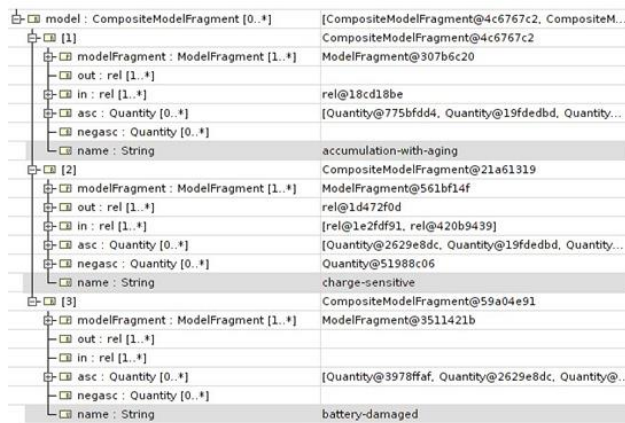 model : CompositeModelFragment [0..*] [CompositeModelFragment@4c6767c2, CompositeM...
[1] CompositeModelFragment@4c6767c2
modelFragment : ModelFragment [1..*] ModelFragment@307b6c20
out : rel [1..*]
in : rel [1..*] rel@18cd18be
asc : Quantity [0..*] [Quantity@775bfdd4, Quantity@19fdedbd, Quantity...
negasc : Quantity [0..*]
name : String accumulation-with-aging
[2] CompositeModelFragment@21a61319
modelFragment : ModelFragment [1..*] ModelFragment@561bf14f
out : rel [1..*] rel@1d472f0d
in : rel [1..*] [rel@1e2fdf91, rel@420b9439]
asc : Quantity [0..*] [Quantity@2629e8dc, Quantity@19fdedbd, Quantity...
negasc : Quantity [0..*] Quantity@51988c06
name : String charge-sensitive
[3] CompositeModelFragment@59a04e91
modelFragment : ModelFragment [1..*] ModelFragment@3511421b
out : rel [1..*]
in : rel [1..*]
asc : Quantity [0..*] [Quantity@3978ffaf, Quantity@2629e8dc, Quantity@...
negasc : Quantity [0..*]
name : String battery-damaged